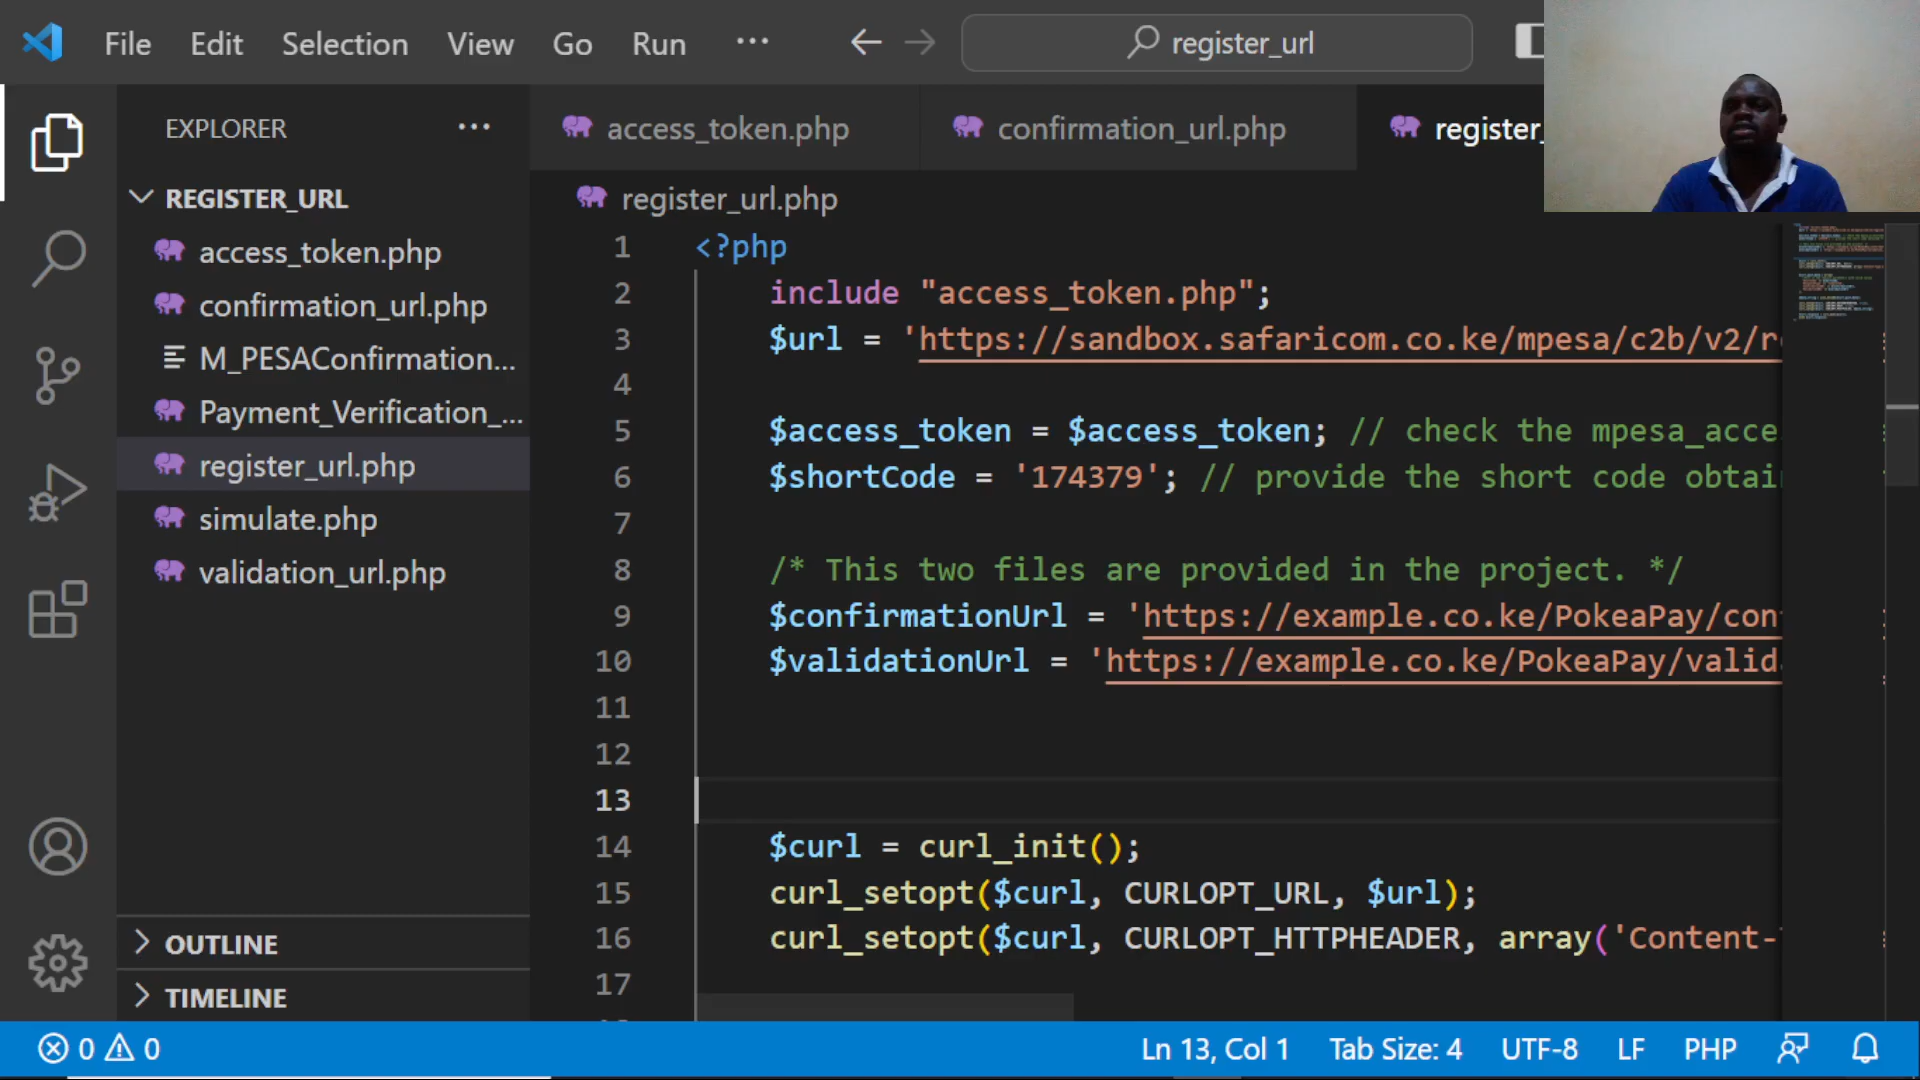 File Edit Selection View Go Run ···
register_url
EXPLORER ···
REGISTER_URL
access_token.php
confirmation_url.php
M_PESAConfirmation...
Payment_Verification_...
register_url.php
simulate.php
validation_url.php
OUTLINE
TIMELINE
access_token.php confirmation_url.php register_
register_url.php
1 <?php
2 include "access_token.php";
3 $url = 'https://sandbox.safaricom.co.ke/mpesa/c2b/v2/r
4
5 $access_token = $access_token; // check the mpesa_acce
6 $shortCode = '174379'; // provide the short code obtai
7
8 /* This two files are provided in the project. */
9 $confirmationUrl = 'https://example.co.ke/PokeaPay/con
10 $validationUrl = 'https://example.co.ke/PokeaPay/valid
11
12
13
14 $curl = curl_init();
15 curl_setopt($curl, CURLOPT_URL, $url);
16 curl_setopt($curl, CURLOPT_HTTPHEADER, array('Content-
17
0 0 Ln 13, Col 1 Tab Size: 4 UTF-8 LF PHP